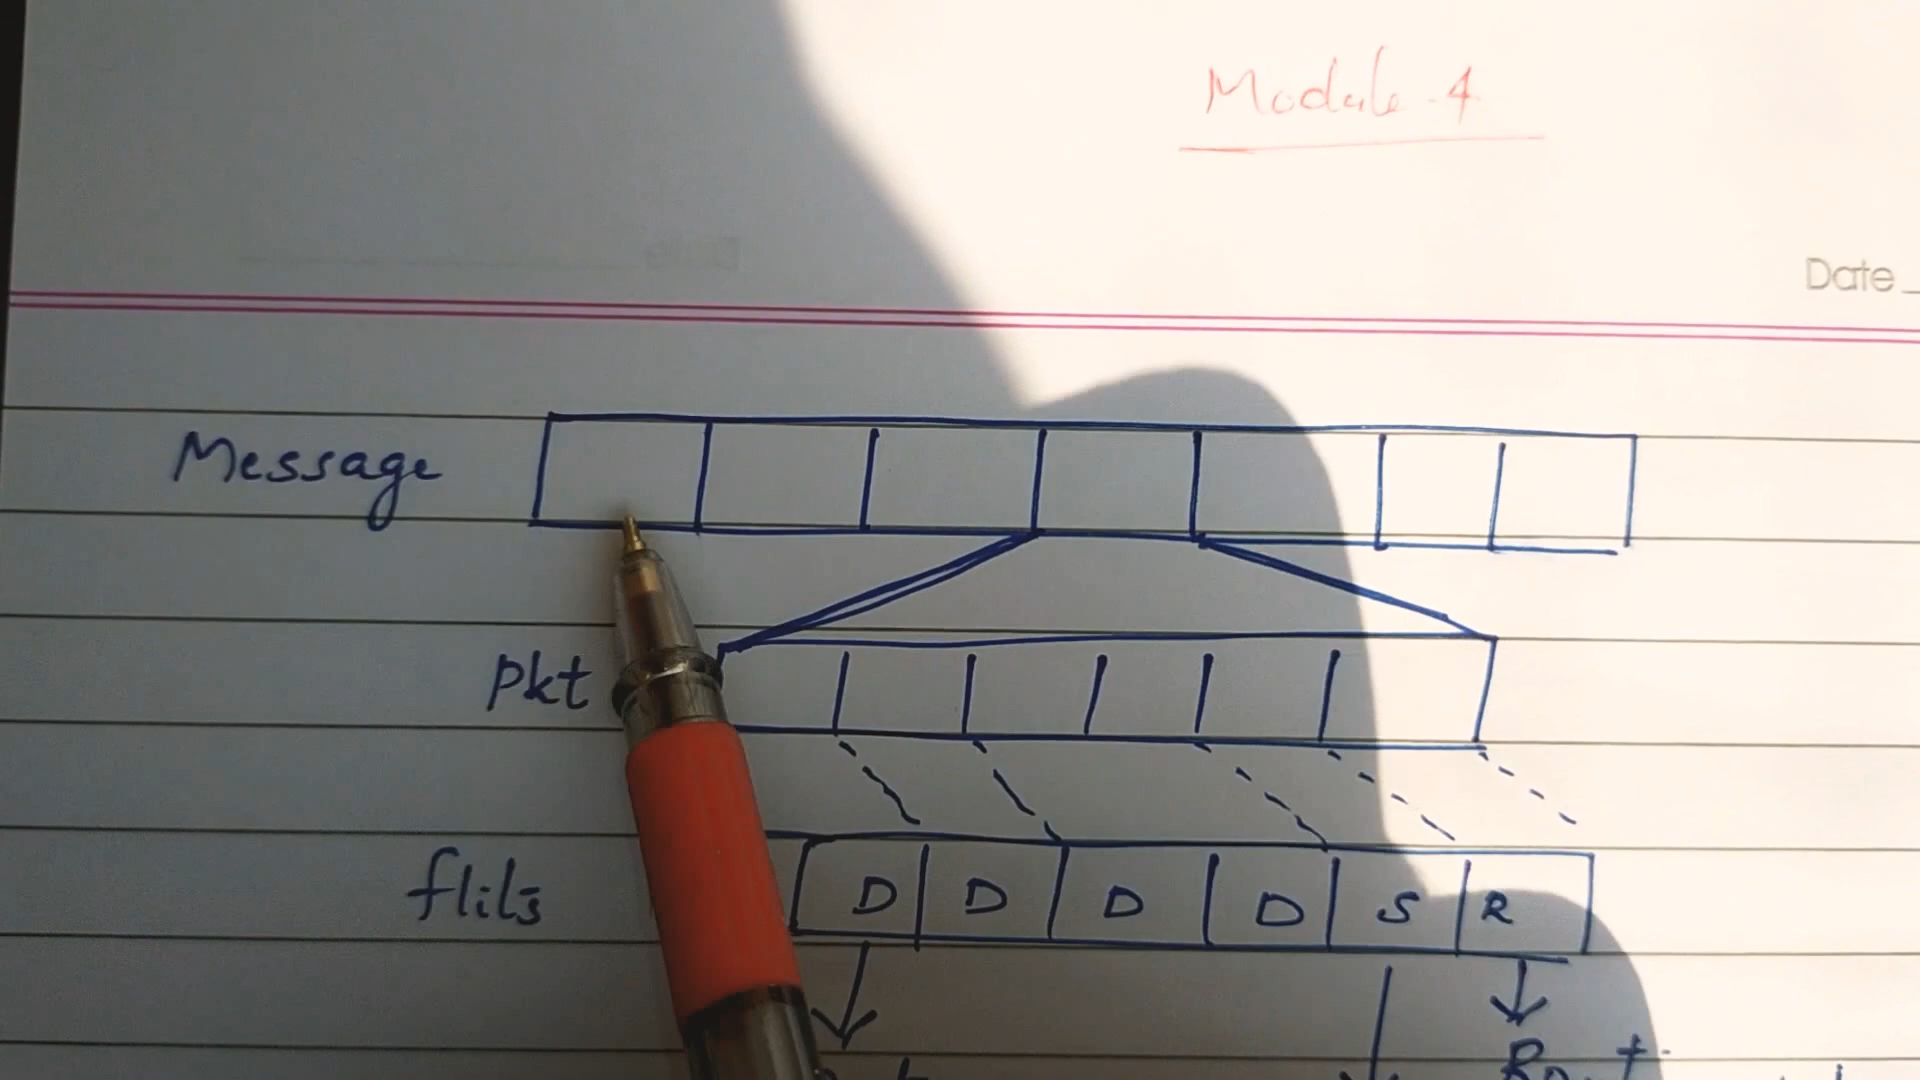 Module-4
Date
Message
Pkt
flits
D D D D S R